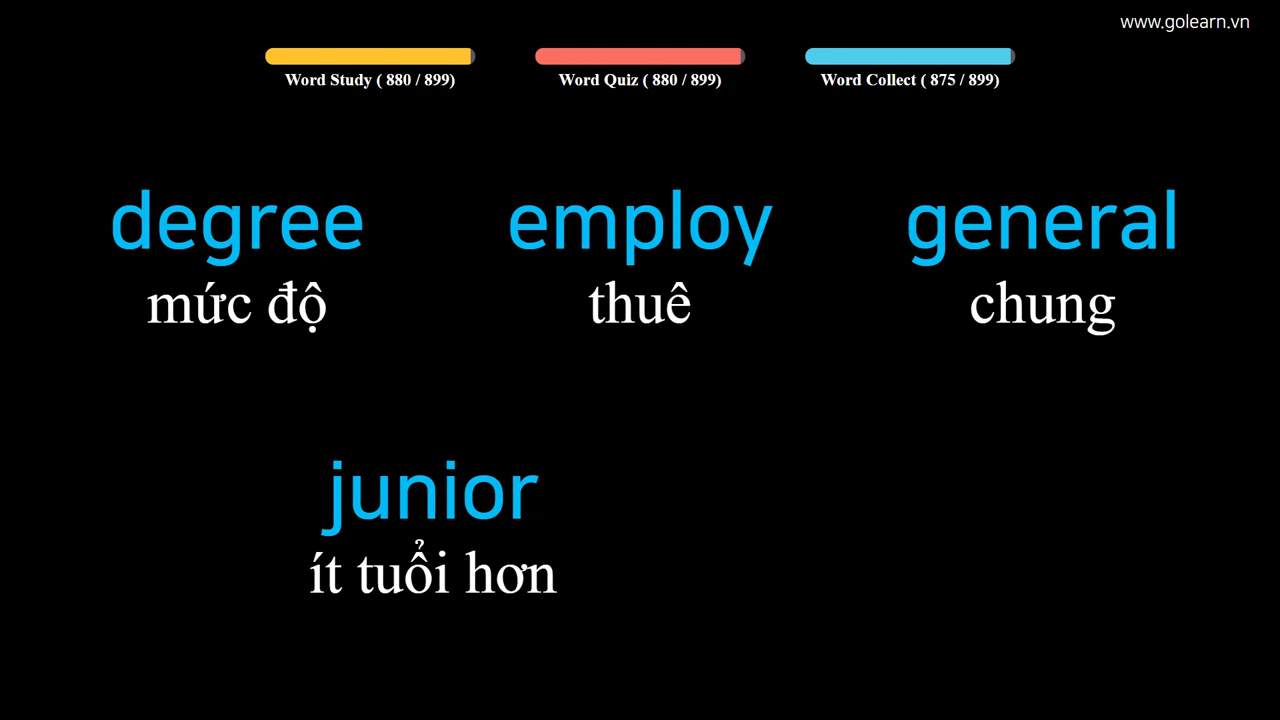 www.golearn.vn
Word Study ( 880 / 899)
Word Quiz ( 880 / 899)
Word Collect ( 875 / 899)
degree
mức độ
employ
thuê
general
chung
junior
ít tuổi hơn